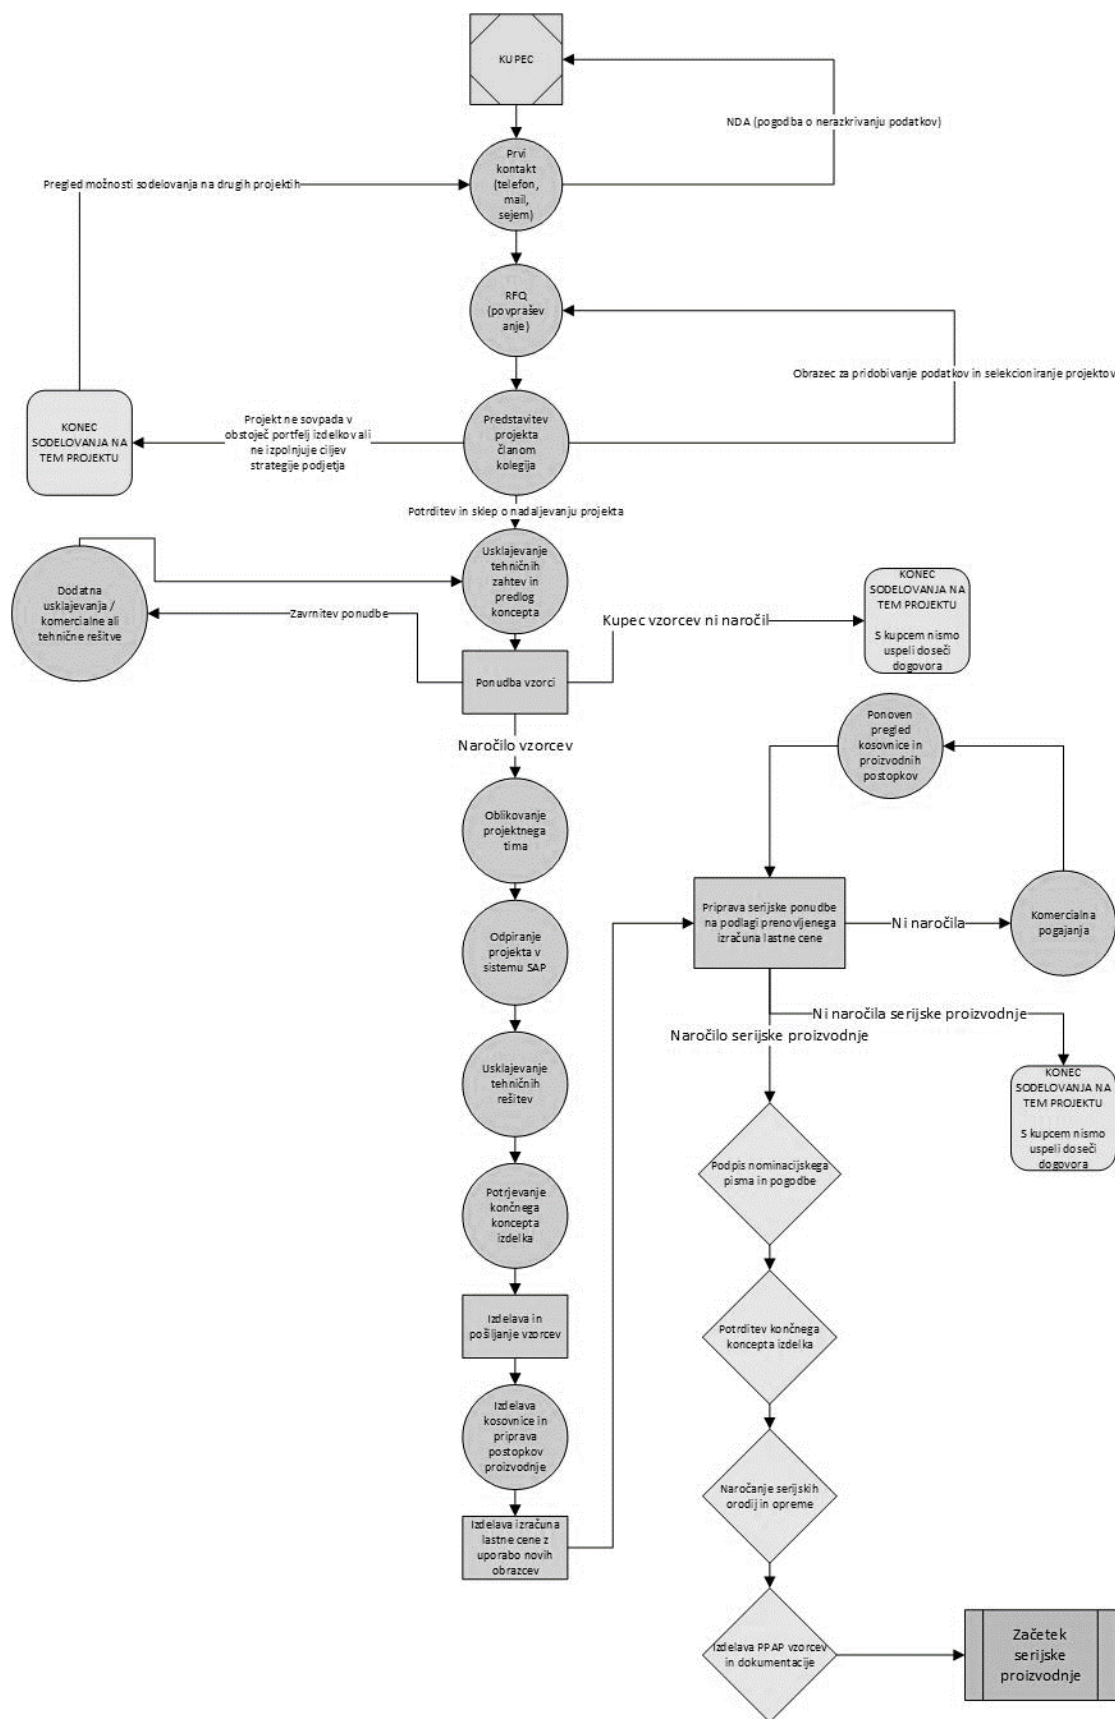 KUPEC
NDA (pogodba o nerazkrivanju podatkov)
Prvi
kontakt
(telefon,
mail,
sejem)
Pregled možnosti sodelovanja na drugih projektih
RFQ
(povprašev
anje)
Obrazec za pridobivanje podatkov in selekcioniranje projektov
Predstavitev
projekta
članom
kolegija
Projekt ne sovpada v
obstoječ portfelj izdelkov ali
ne izpolnjuje ciljev
strategije podjetja
KONEC
SODELOVANJA NA
TEM PROJEKTU
Potrditev in sklep o nadaljevanju projekta
Usklajevanje
tehničnih
zahtev in
predlog
koncepta
Dodatna
usklajevanja /
komercialne ali
tehnične rešitve
Zavrnitev ponudbe
Kupec vzorcev ni naročil
KONEC
SODELOVANJA NA
TEM PROJEKTU
S kupcem nismo
uspeli doseči
dogovora
Ponudba vzorci
Naročilo vzorcev
Ponoven
pregled
kosovnice in
proizvodnih
postopkov
Oblikovanje
projektnega
tima
Priprava serijske ponudbe
na podlagi prenovljenega
izračuna lastne cene
Ni naročila
Komercialna
pogajanja
Odpiranje
projekta v
sistemu SAP
Ni naročila serijske proizvodnje
Naročilo serijske proizvodnje
KONEC
SODELOVANJA NA
TEM PROJEKTU
S kupcem nismo
uspeli doseči
dogovora
Usklajevanje
tehničnih
rešitev
Podpis nominacijskega
pisma in pogodbe
Potrjevanje
končnega
koncepta
izdelka
Izdelava in
pošiljanje vzorcev
Potrditev končnega
koncepta izdelka
Izdelava
kosovnice in
priprava
postopkov
proizvodnje
Naročanje serijskih
orodij in opreme
Izdelava izračuna
lastne cene z
uporabo novih
obrazcev
Izdelava PPAP vzorcev
in dokumentacije
Začetek
serijske
proizvodnje